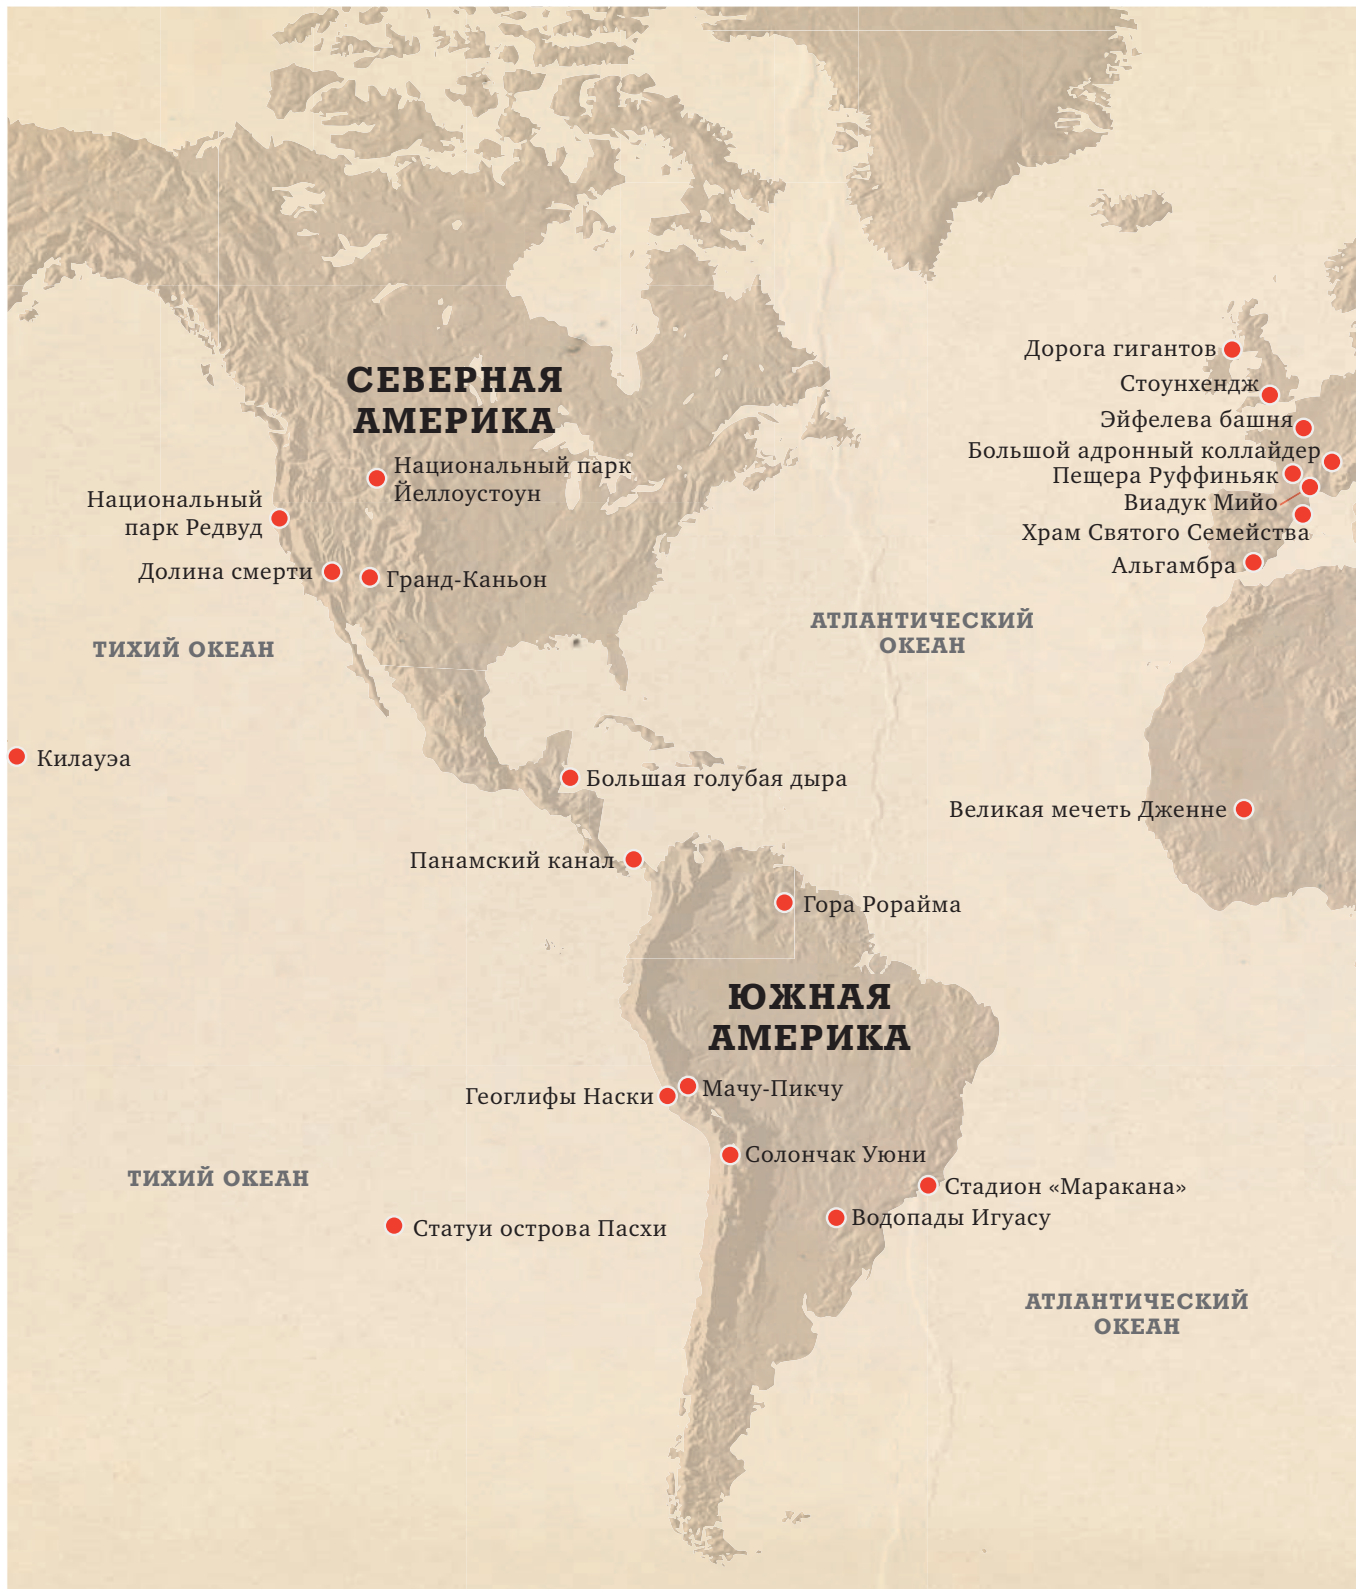 Дорога гигантов
Стоунхендж
СЕВЕРНАЯ
АМЕРИКА
Эйфелева башня
Большой адронный коллайдер
Национальный парк
Йеллоустоун
Пещера Руффиньяк
Национальный
парк Редвуд
Виадук Мийо
Храм Святого Семейства
Альгамбра
Долина смерти
Гранд-Каньон
АТЛАНТИЧЕСКИЙ
ОКЕАН
ТИХИЙ ОКЕАН
Килауэа
Большая голубая дыра
Великая мечеть Дженне
Панамский канал
Гора Рорайма
ЮЖНАЯ
АМЕРИКА
Геоглифы Наски
Мачу-Пикчу
Солончак Уюни
ТИХИЙ ОКЕАН
Стадион «Маракана»
Водопады Игуасу
Статуи острова Пасхи
АТЛАНТИЧЕСКИЙ
ОКЕАН